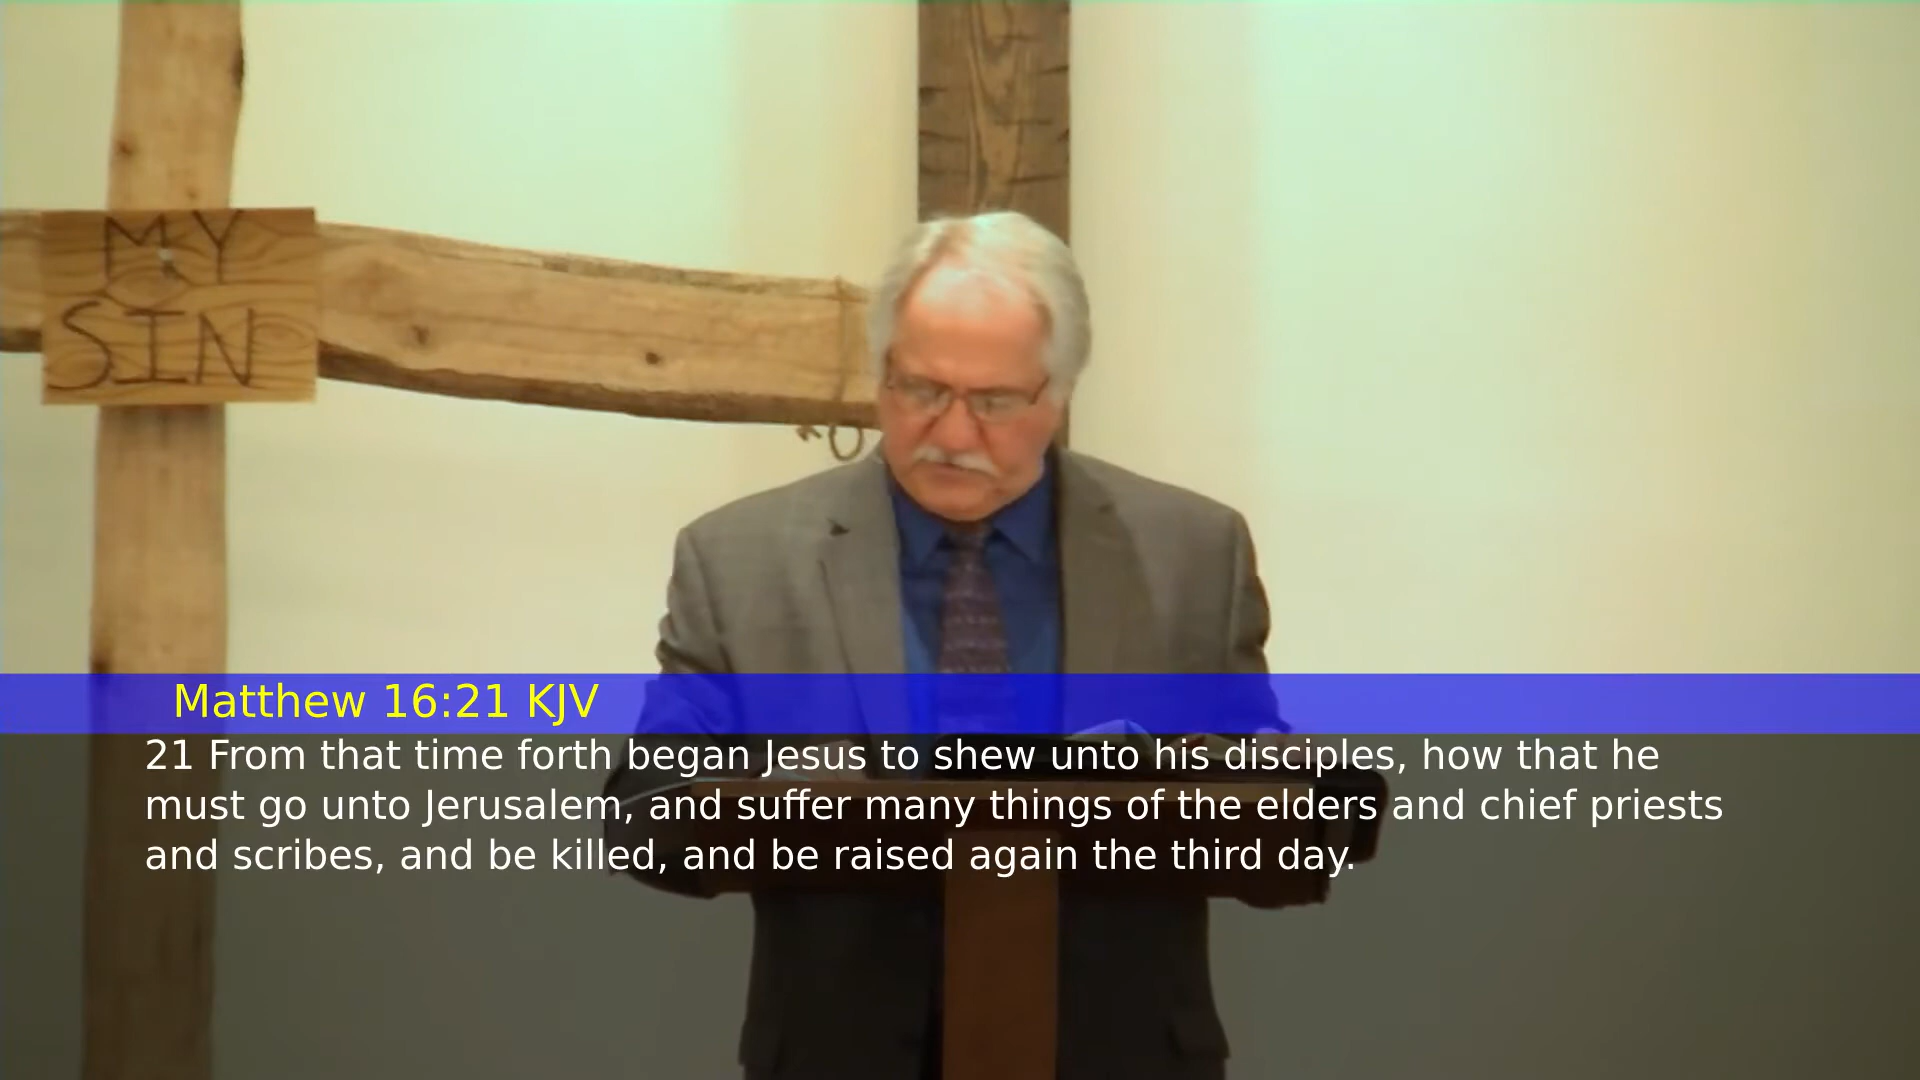 MY
SIN
Matthew 16:21 KJV
21 From that time forth began Jesus to shew unto his disciples, how that he
must go unto Jerusalem, and suffer many things of the elders and chief priests
and scribes, and be killed, and be raised again the third day.